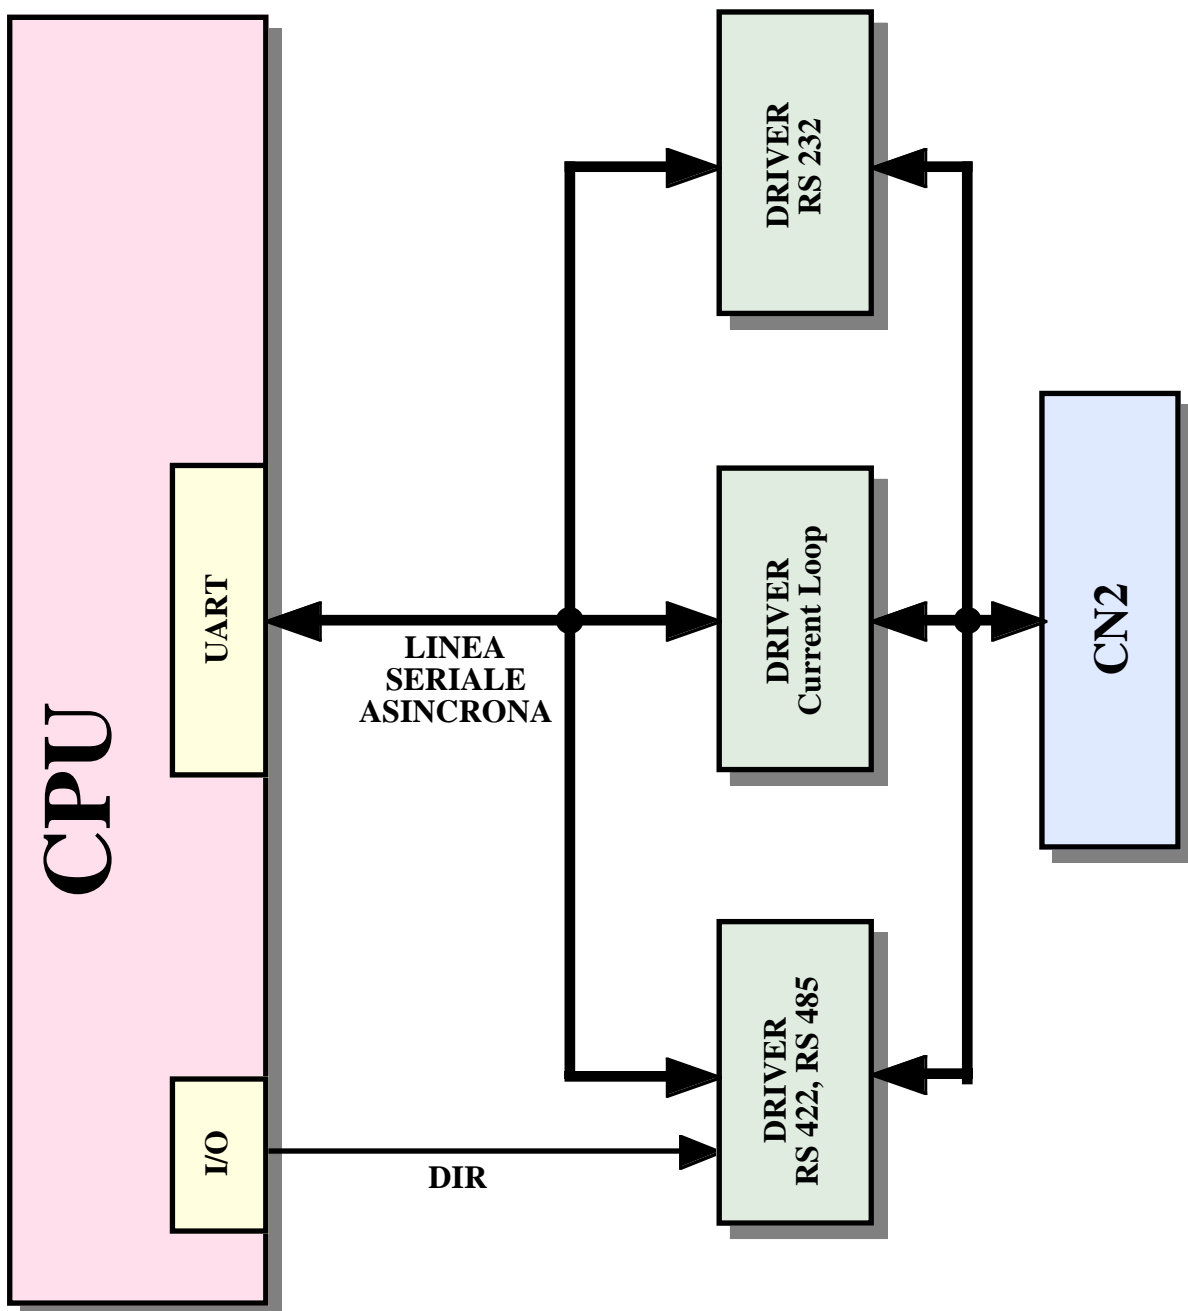 CPU
UART
I/O
LINEA
SERIALE
ASINCRONA
DIR
DRIVER
RS 232
DRIVER
Current Loop
DRIVER
RS 422, RS 485
CN2